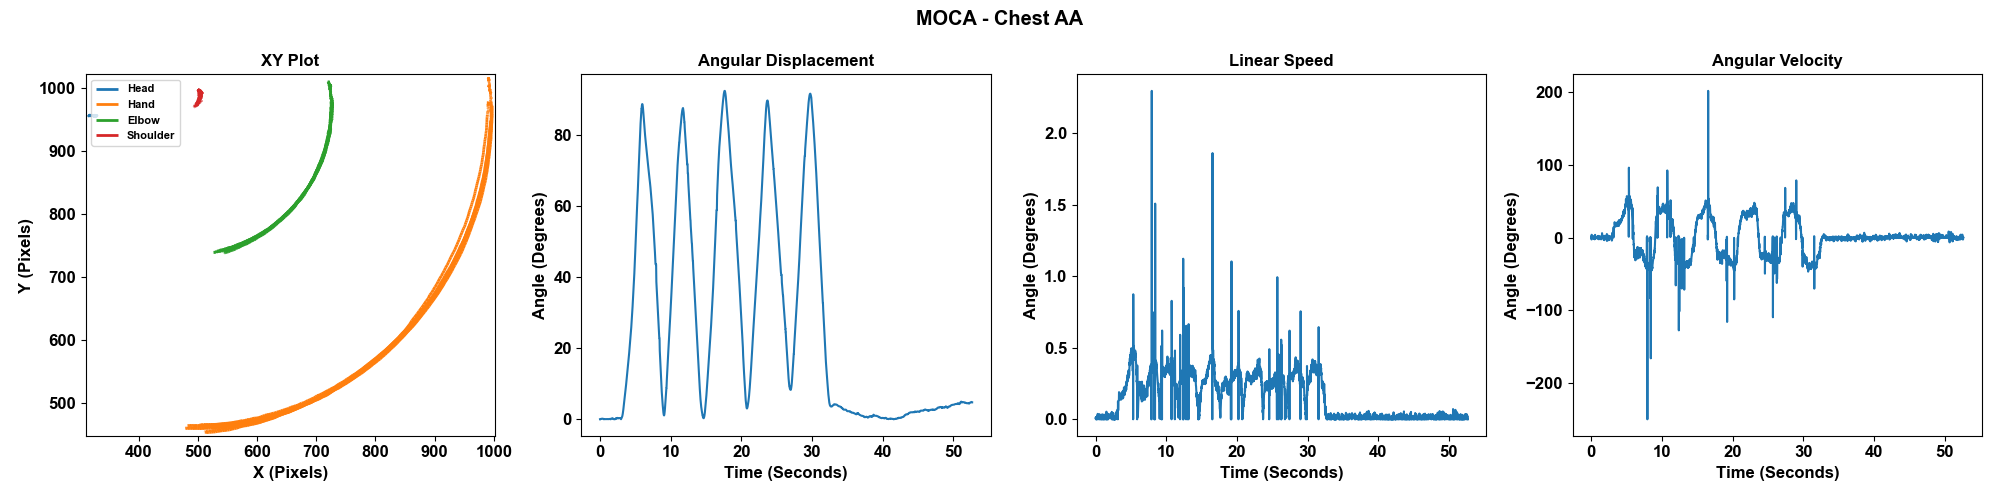 MOCA - Chest AA
XY Plot
Head
Hand
Elbow
Shoulder
1000
900
800
700
600
500
Y (Pixels)
400 500 600 700 800 900 1000
X (Pixels)
Angular Displacement
80
60
40
20
0
Angle (Degrees)
0 10 20 30 40 50
Time (Seconds)
Linear Speed
2.0
1.5
1.0
0.5
0.0
Angle (Degrees)
0 10 20 30 40 50
Time (Seconds)
Angular Velocity
200
100
0
−100
−200
Angle (Degrees)
0 10 20 30 40 50
Time (Seconds)